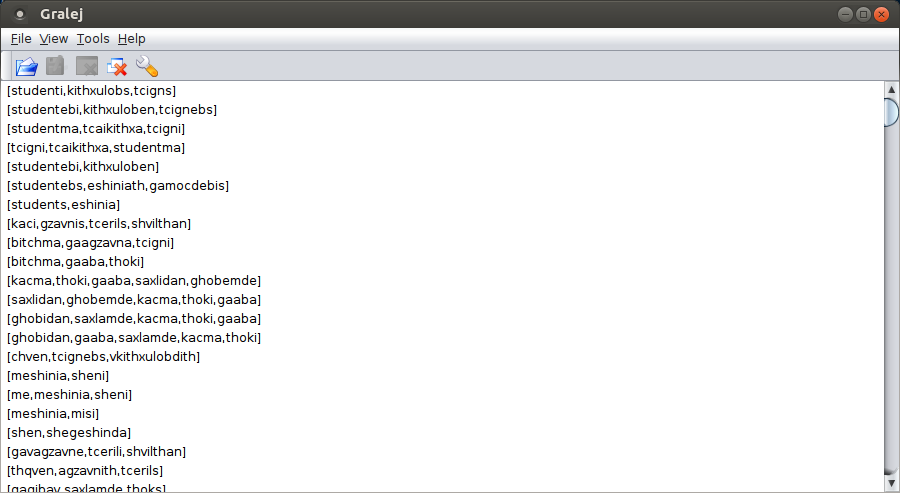 Gralej
File View Tools Help
[studenti,kithxulobs,tcigns]
[studentebi,kithxuloben,tcignebs]
[studentma,tcaikithxa,tcigni]
[tcigni,tcaikithxa,studentma]
[studentebi,kithxuloben]
[studentebs,eshiniath,gamocdebis]
[students,eshinia]
[kaci,gzavnis,tcerils,shvilthan]
[bitchma,gaagzavna,tcigni]
[bitchma,gaaba,thoki]
[kacma,thoki,gaaba,saxlidan,ghobemde]
[saxlidan,ghobemde,kacma,thoki,gaaba]
[ghobidan,saxlamde,kacma,thoki,gaaba]
[ghobidan,gaaba,saxlamde,kacma,thoki]
[chven,tcignebs,vkithxulobdith]
[meshinia,sheni]
[me,meshinia,sheni]
[meshinia,misi]
[shen,shegeshinda]
[gavagzavne,tcerili,shvilthan]
[thqven,agzavnith,tcerils]
[gagibav,saxlamde,thoks]